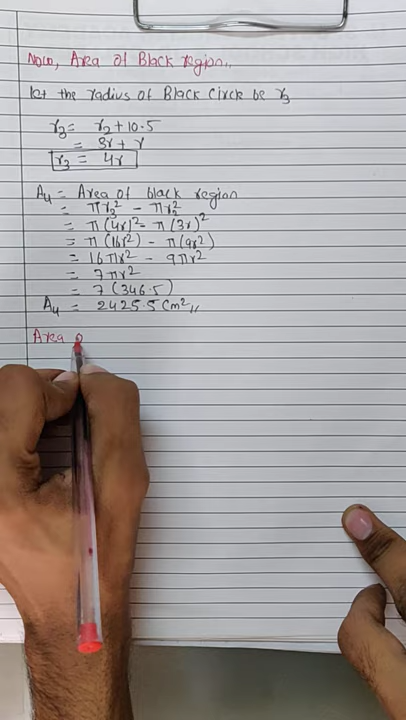 Now, Area of Black region,,
let the radius of Black Circle be r₃
r₃ = r₂ + 10.5
= 3r + r
r₃ = 4r
A₄ = Area of black region
= πr₃² - πr₂²
= π(4r)² - π(3r)²
= π(16r²) - π(9r²)
= 16πr² - 9πr²
= 7πr²
= 7(346.5)
A₄ = 2425.5 Cm²,,
Area o